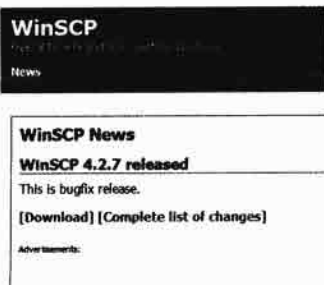 WinSCP
News
WinSCP News
WinSCP 4.2.7 released
This is bugfix release.
[Download] [Complete list of changes]
Advertisements: